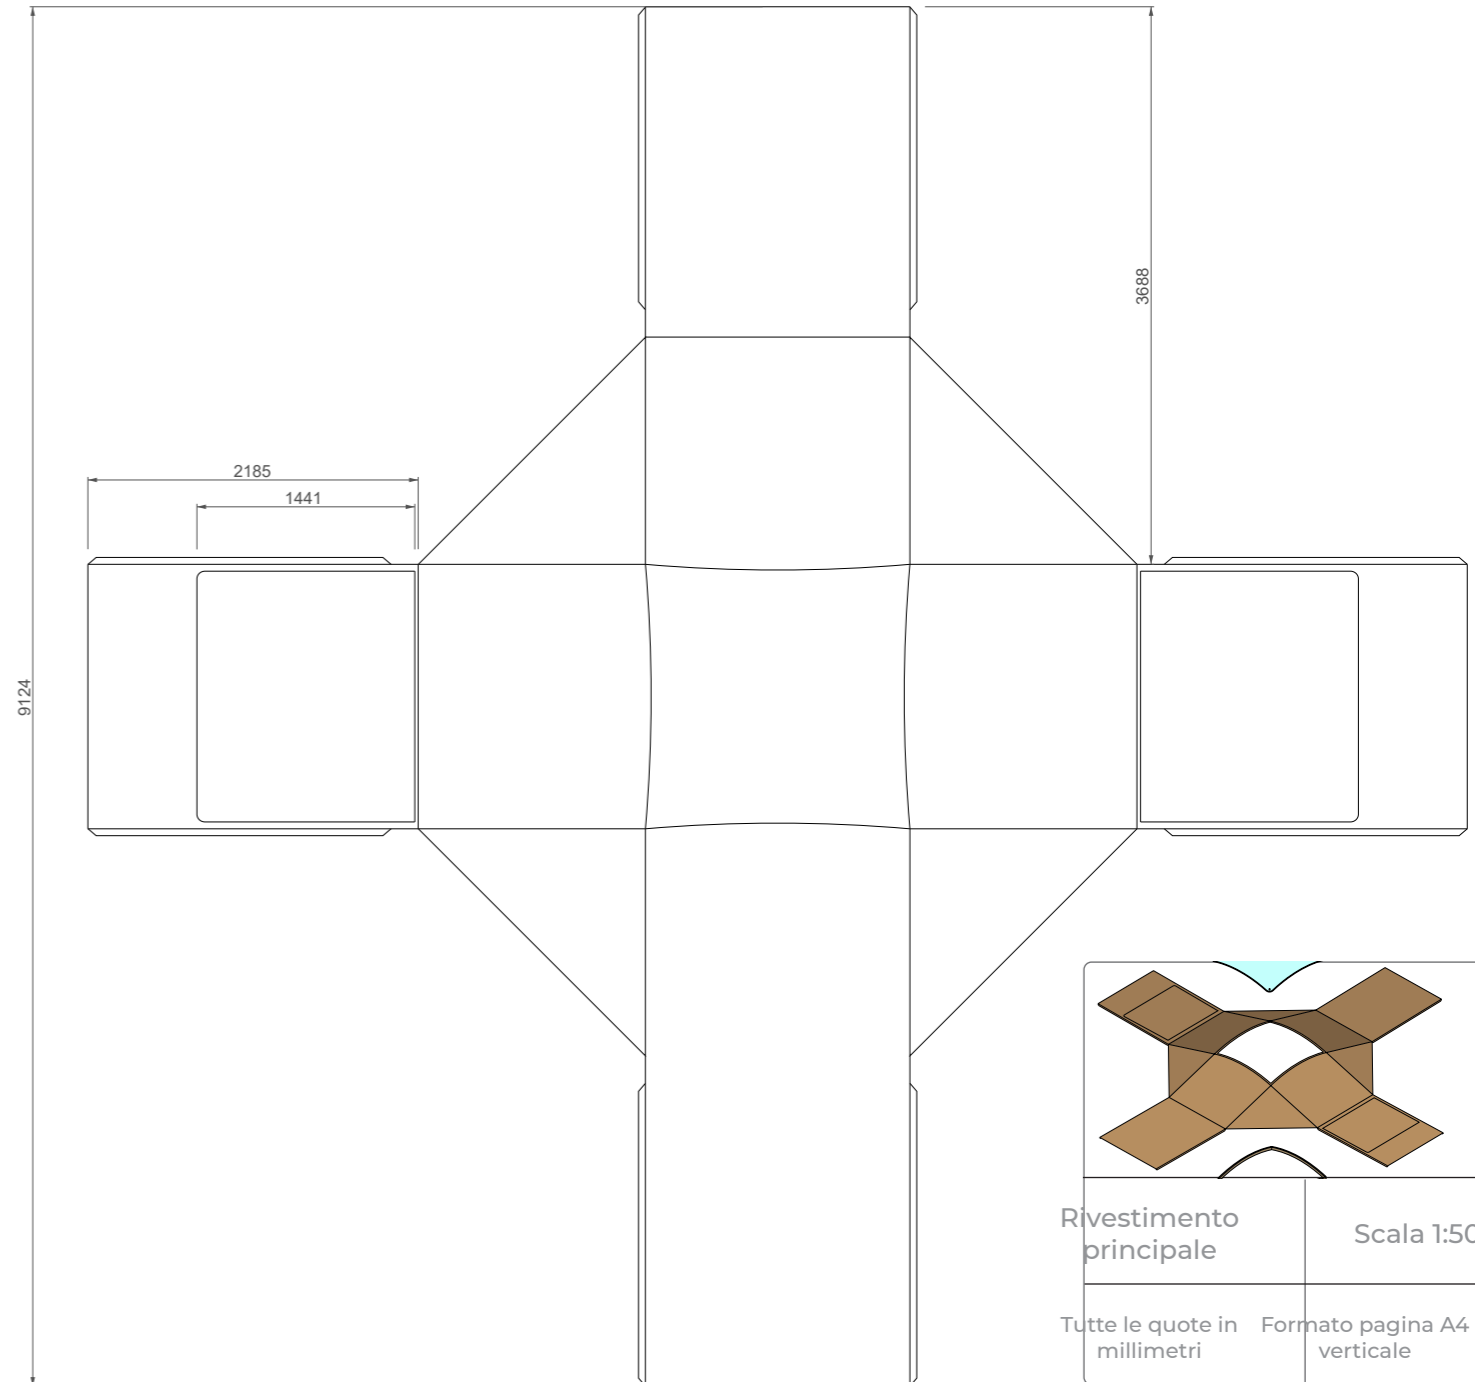 3688
2185
1441
9124
Rivestimento
principale
Scala 1:50
Tutte le quote in
millimetri
Formato pagina A4
verticale